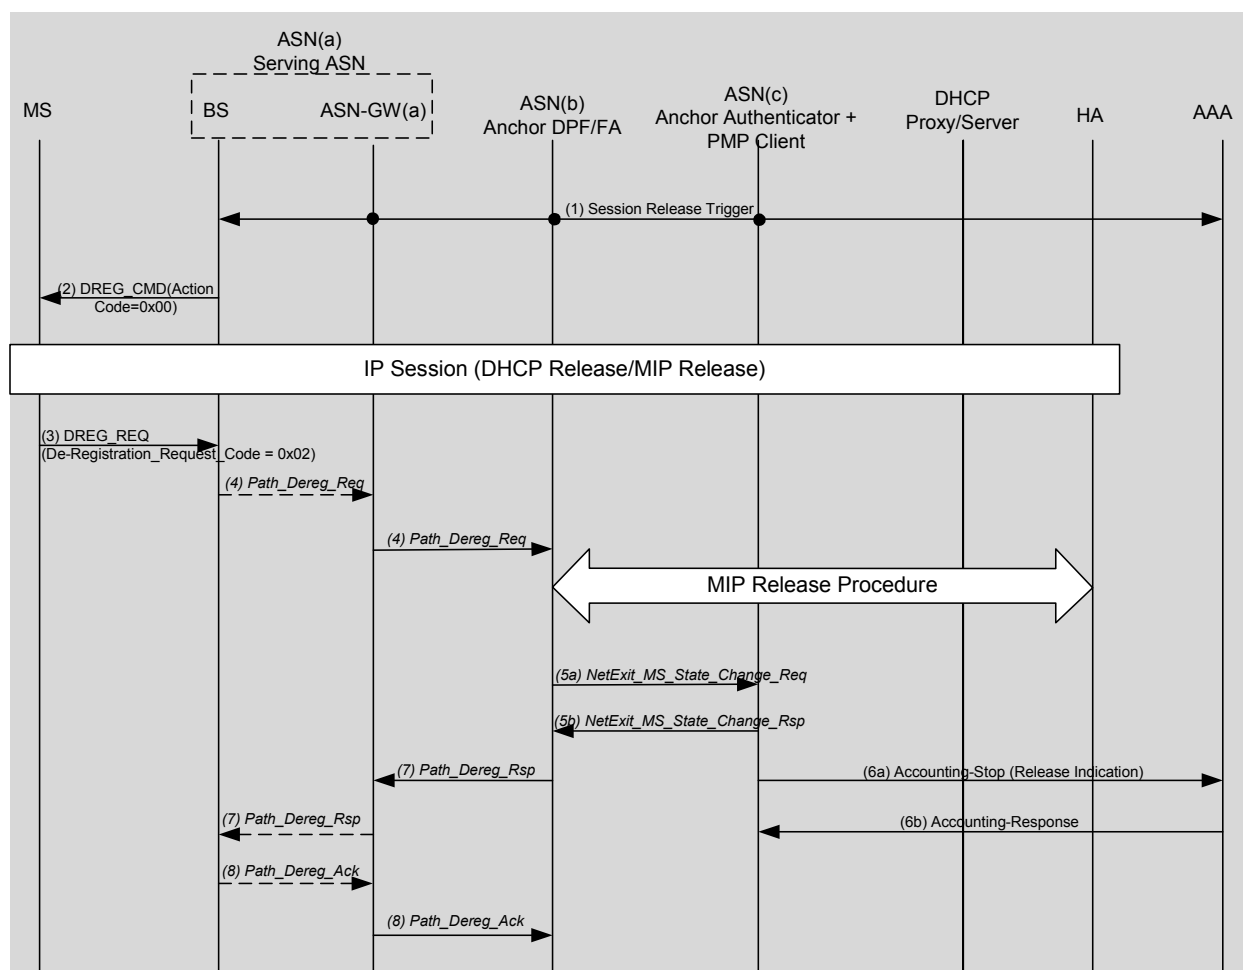 ASN(a)
Serving ASN
MS
BS
ASN-GW(a)
ASN(b)
Anchor DPF/FA
ASN(c)
Anchor Authenticator +
PMP Client
DHCP
Proxy/Server
HA
AAA
(1) Session Release Trigger
(2) DREG_CMD(Action
Code=0x00)
IP Session (DHCP Release/MIP Release)
(3) DREG_REQ
(De-Registration_Request_Code = 0x02)
(4) Path_Dereg_Req
(4) Path_Dereg_Req
MIP Release Procedure
(5a) NetExit_MS_State_Change_Req
(5b) NetExit_MS_State_Change_Rsp
(7) Path_Dereg_Rsp
(6a) Accounting-Stop (Release Indication)
(7) Path_Dereg_Rsp
(6b) Accounting-Response
(8) Path_Dereg_Ack
(8) Path_Dereg_Ack